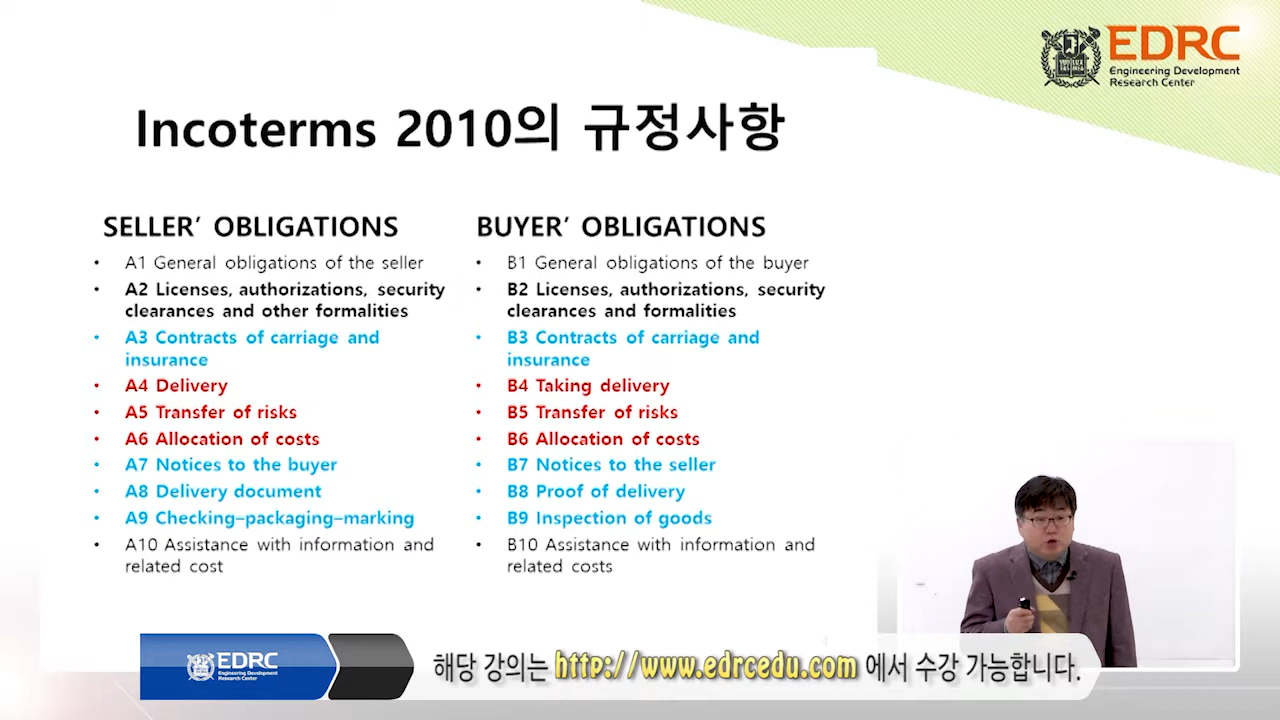 EDRC
Engineering Development
Research Center
Incoterms 2010의 규정사항
SELLER’ OBLIGATIONS
• A1 General obligations of the seller
• A2 Licenses, authorizations, security
clearances and other formalities
• A3 Contracts of carriage and
insurance
• A4 Delivery
• A5 Transfer of risks
• A6 Allocation of costs
• A7 Notices to the buyer
• A8 Delivery document
• A9 Checking–packaging–marking
• A10 Assistance with information and
related cost
BUYER’ OBLIGATIONS
• B1 General obligations of the buyer
• B2 Licenses, authorizations, security
clearances and formalities
• B3 Contracts of carriage and
insurance
• B4 Taking delivery
• B5 Transfer of risks
• B6 Allocation of costs
• B7 Notices to the seller
• B8 Proof of delivery
• B9 Inspection of goods
• B10 Assistance with information and
related costs
EDRC
Engineering Development
Research Center
해당 강의는 http://www.edrcedu.com 에서 수강 가능합니다.